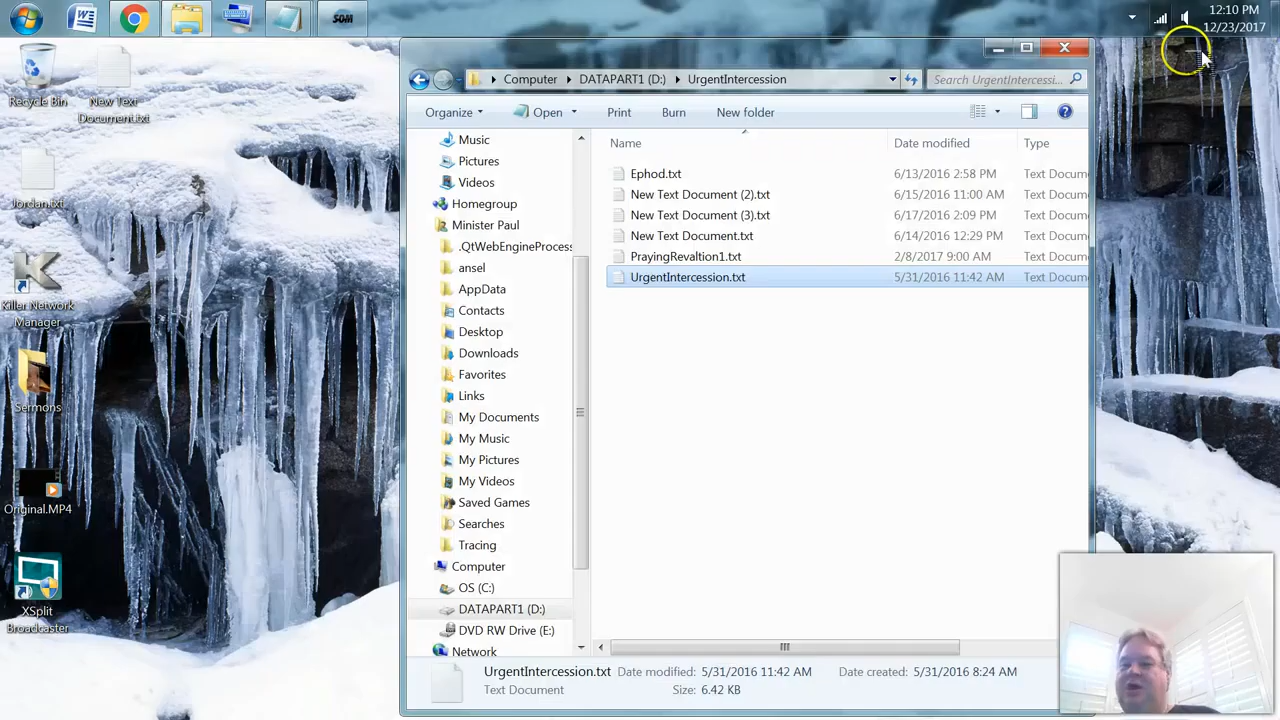 12:10 PM
12/23/2017
SOM
Recycle Bin
New Text
Document.txt
Jordan.txt
Killer Network
Manager
Sermons
Original.MP4
XSplit
Broadcaster
Computer DATAPART1 (D:) UrgentIntercession
Search UrgentIntercessi...
Organize Open Print Burn New folder
Music
Pictures
Videos
Homegroup
Minister Paul
.QtWebEngineProcess
ansel
AppData
Contacts
Desktop
Downloads
Favorites
Links
My Documents
My Music
My Pictures
My Videos
Saved Games
Searches
Tracing
Computer
OS (C:)
DATAPART1 (D:)
DVD RW Drive (E:)
Network
Name Date modified Type
Ephod.txt 6/13/2016 2:58 PM Text Docum
New Text Document (2).txt 6/15/2016 11:00 AM Text Docum
New Text Document (3).txt 6/17/2016 2:09 PM Text Docum
New Text Document.txt 6/14/2016 12:29 PM Text Docum
PrayingRevaltion1.txt 2/8/2017 9:00 AM Text Docum
UrgentIntercession.txt 5/31/2016 11:42 AM Text Docum
UrgentIntercession.txt Date modified: 5/31/2016 11:42 AM Date created: 5/31/2016 8:24 AM
Text Document Size: 6.42 KB